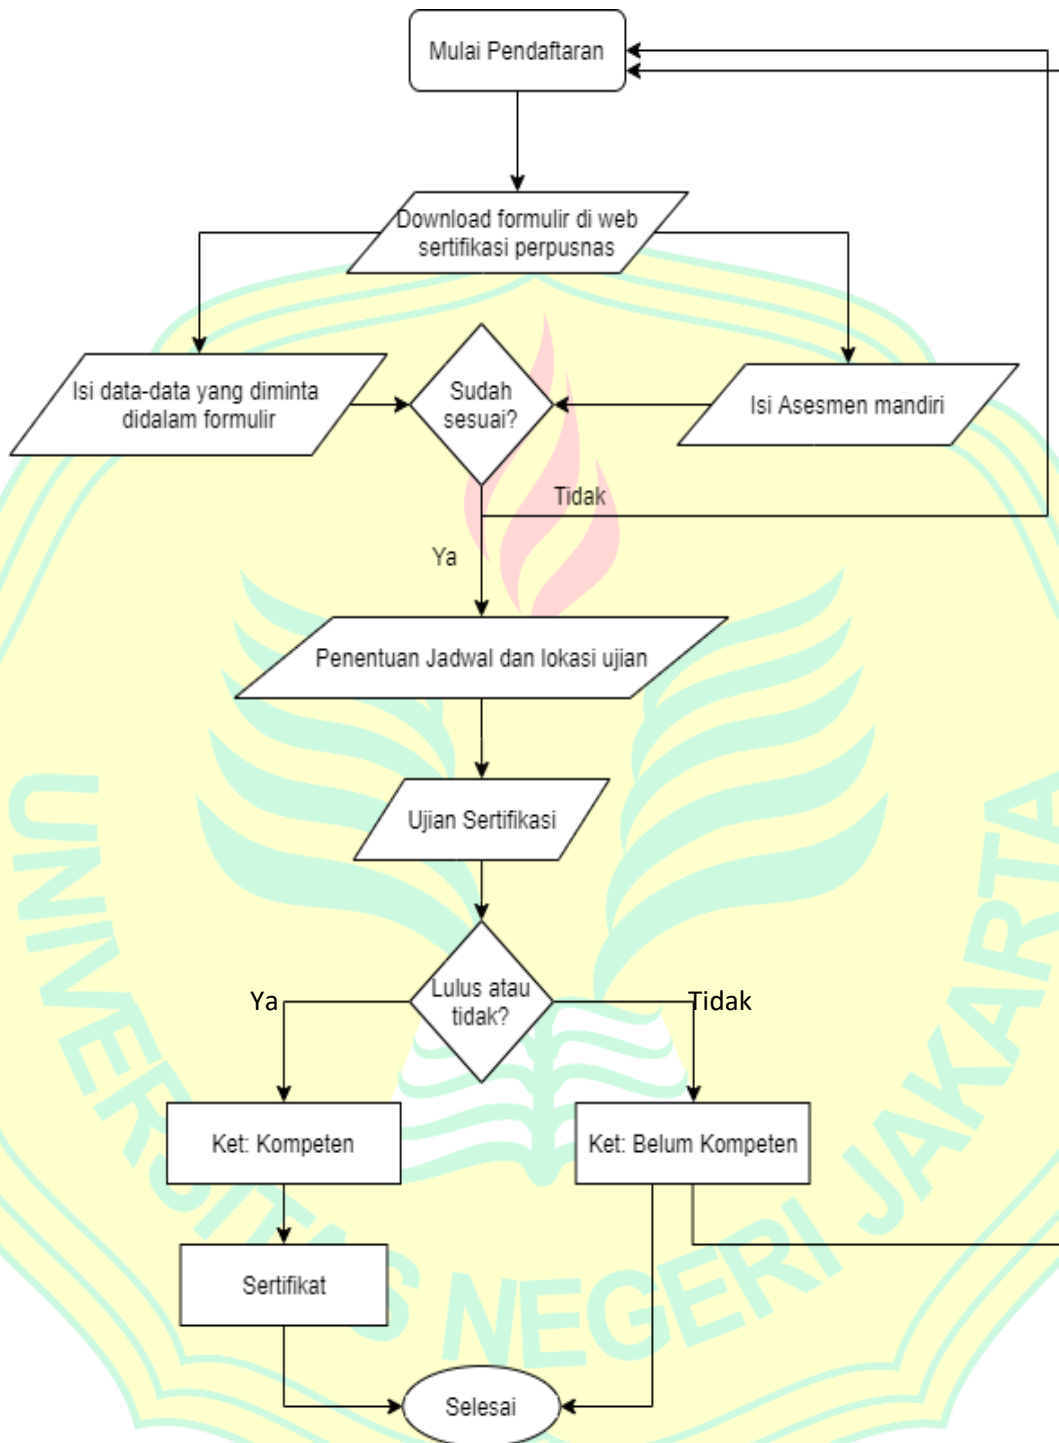 Mulai Pendaftaran
Download formulir di web
sertifikasi perpusnas
Isi data-data yang diminta
didalam formulir
Sudah
sesuai?
Isi Asesmen mandiri
Tidak
Ya
Penentuan Jadwal dan lokasi ujian
Ujian Sertifikasi
Lulus atau
tidak?
Ya
Tidak
Ket: Kompeten
Ket: Belum Kompeten
Sertifikat
Selesai
UNIVERSITAS NEGERI JAKARTA